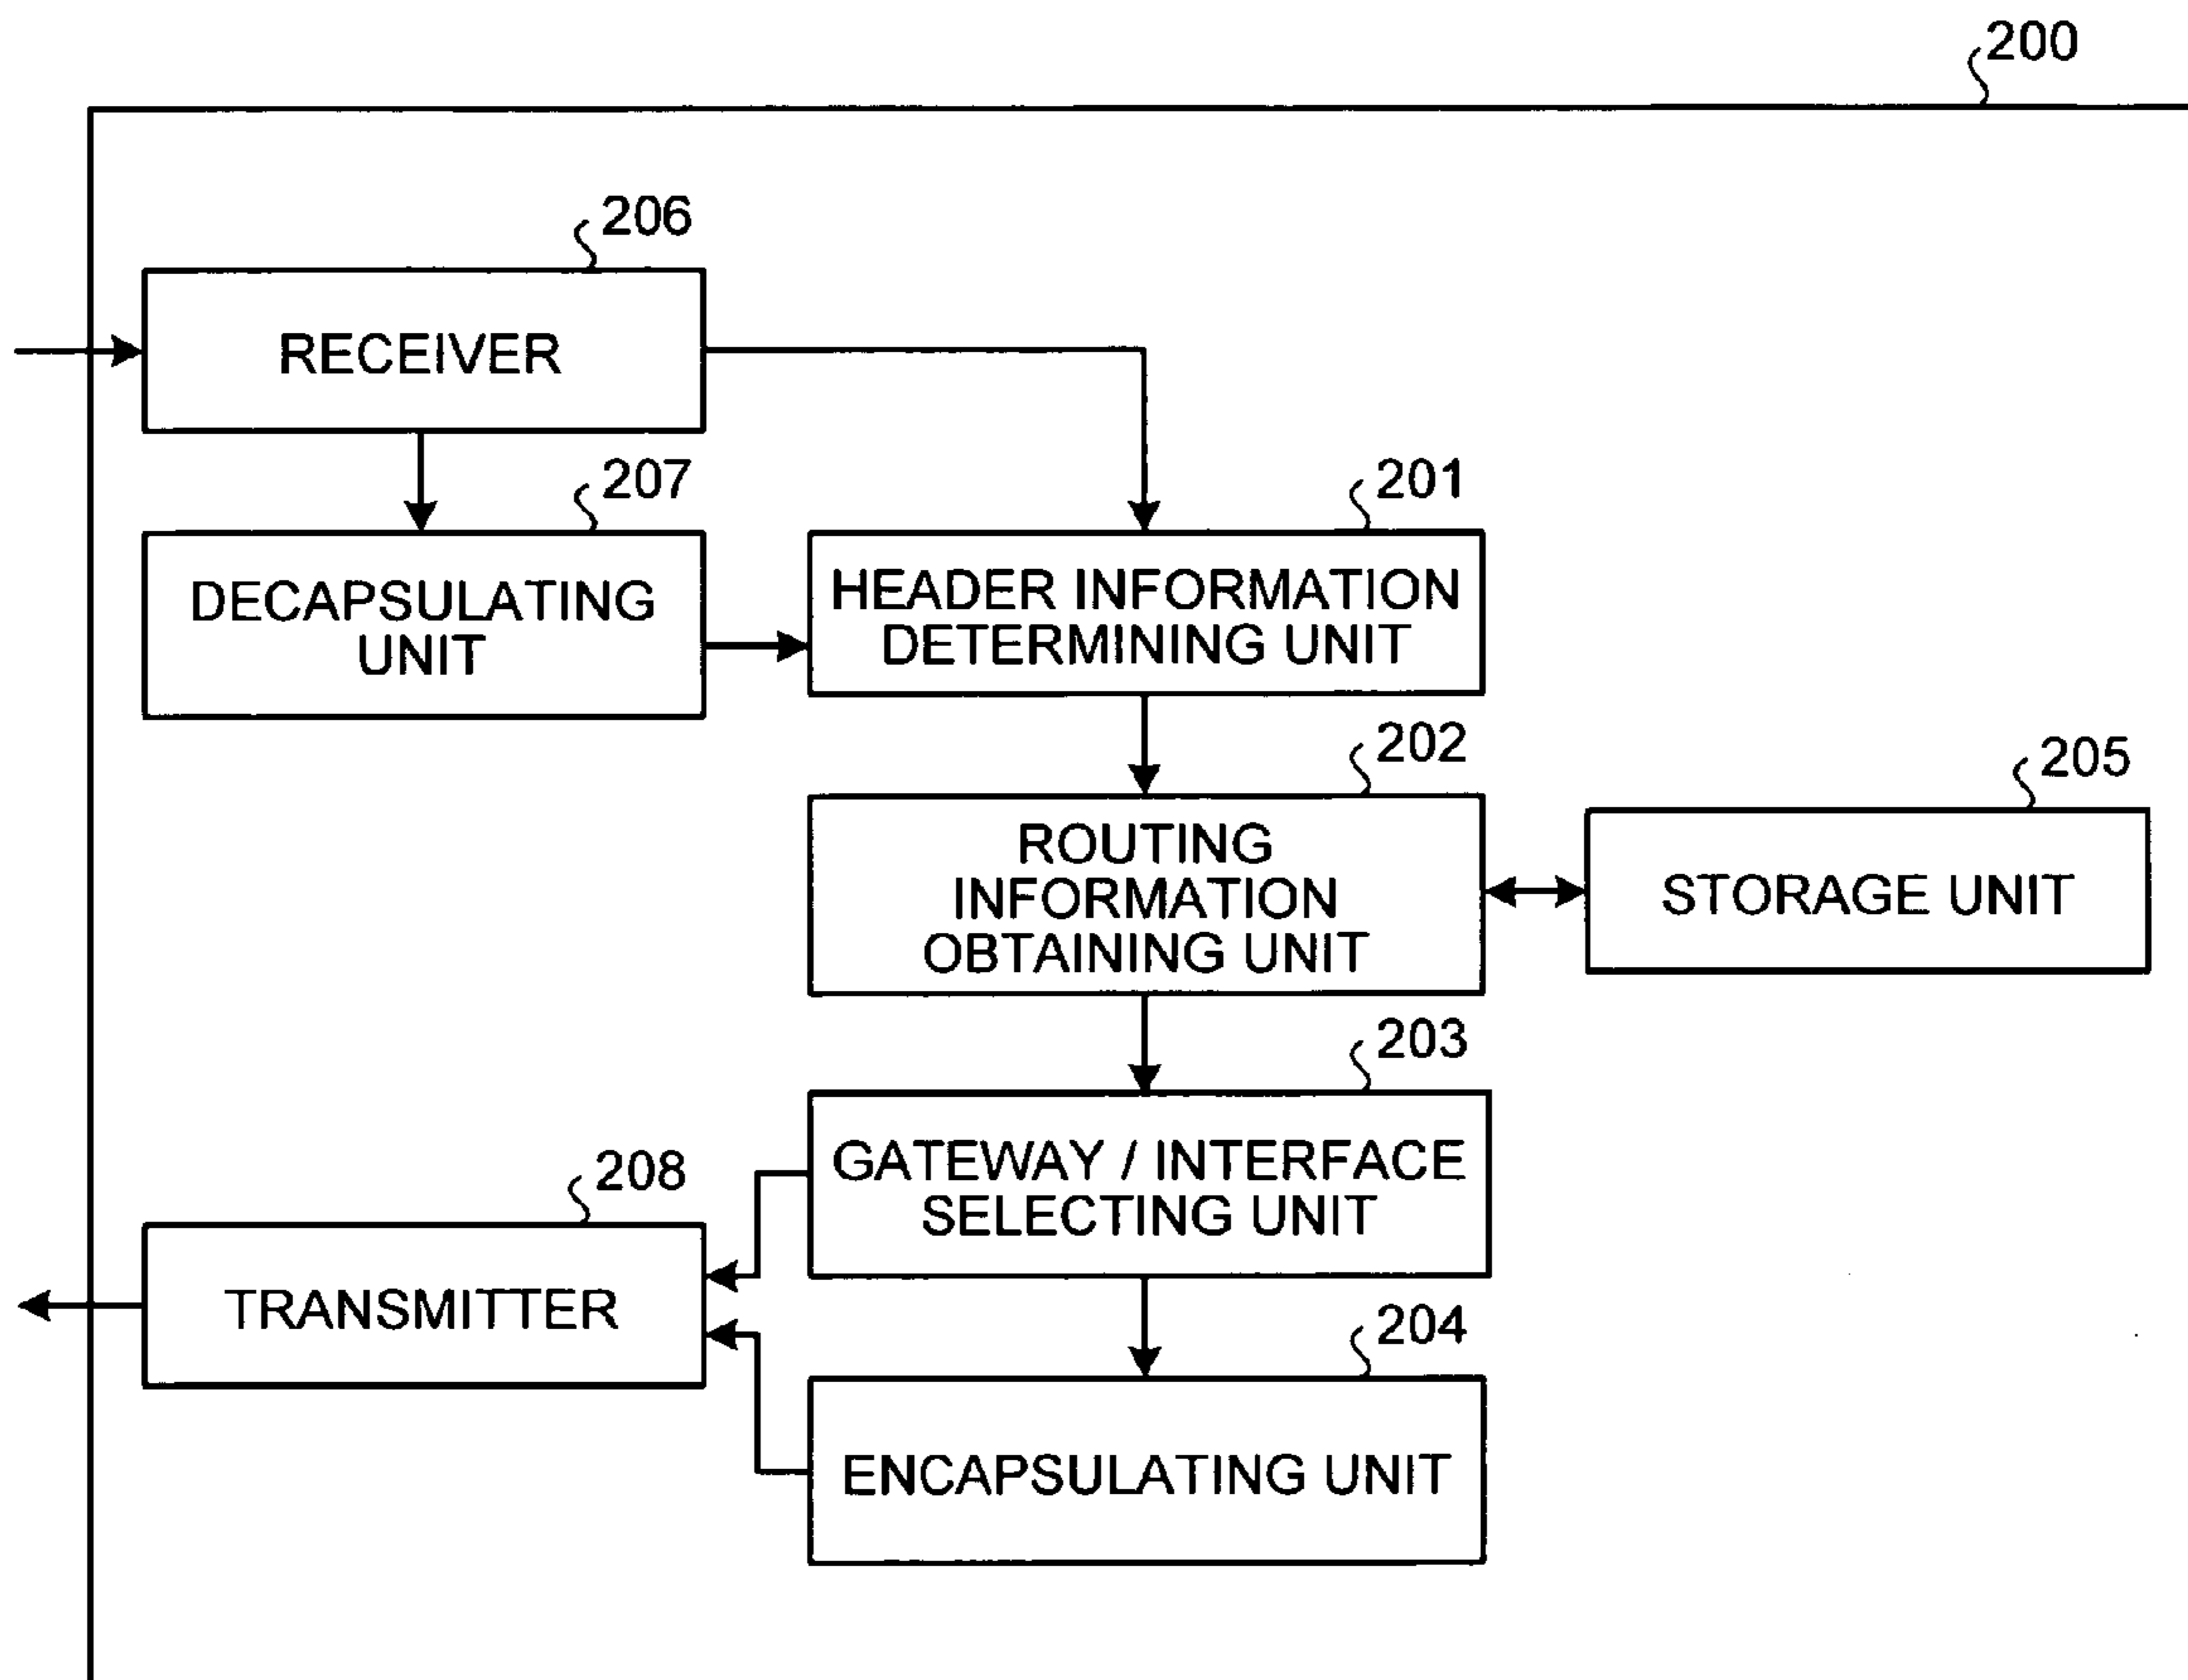 200
206
RECEIVER
207
DECAPSULATING
UNIT
201
HEADER INFORMATION
DETERMINING UNIT
202
ROUTING
INFORMATION
OBTAINING UNIT
205
STORAGE UNIT
203
GATEWAY / INTERFACE
SELECTING UNIT
208
TRANSMITTER
204
ENCAPSULATING UNIT